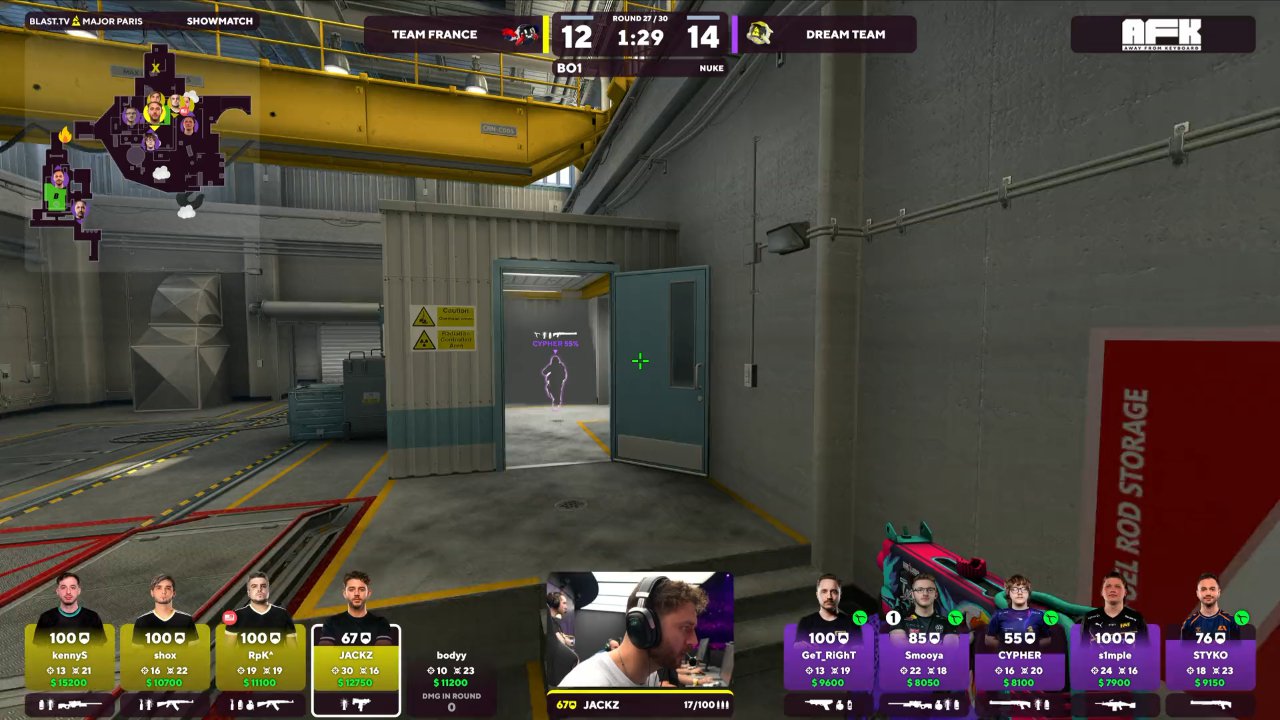 BLAST.TV MAJOR PARIS
SHOWMATCH
TEAM FRANCE
12
ROUND 27 / 30
1:29
14
DREAM TEAM
BO1
NUKE
AFK
AWAY FROM KEYBOARD
Caution
Radiation
Controlled
Area
CYPHER 55%
ROD STORAGE
100
kennyS
13 21
$15200
100
shox
16 22
$10700
100
RpK^
19 19
$11100
67
JACKZ
30 16
$12750
bodyy
10 23
$11200
DMG IN ROUND
0
67 JACKZ
17/100
100
GeT_RiGhT
13 19
$9600
1
85
Smooya
22 18
$8050
55
CYPHER
16 20
$8100
100
s1mple
24 16
$7900
76
STYKO
18 23
$9150